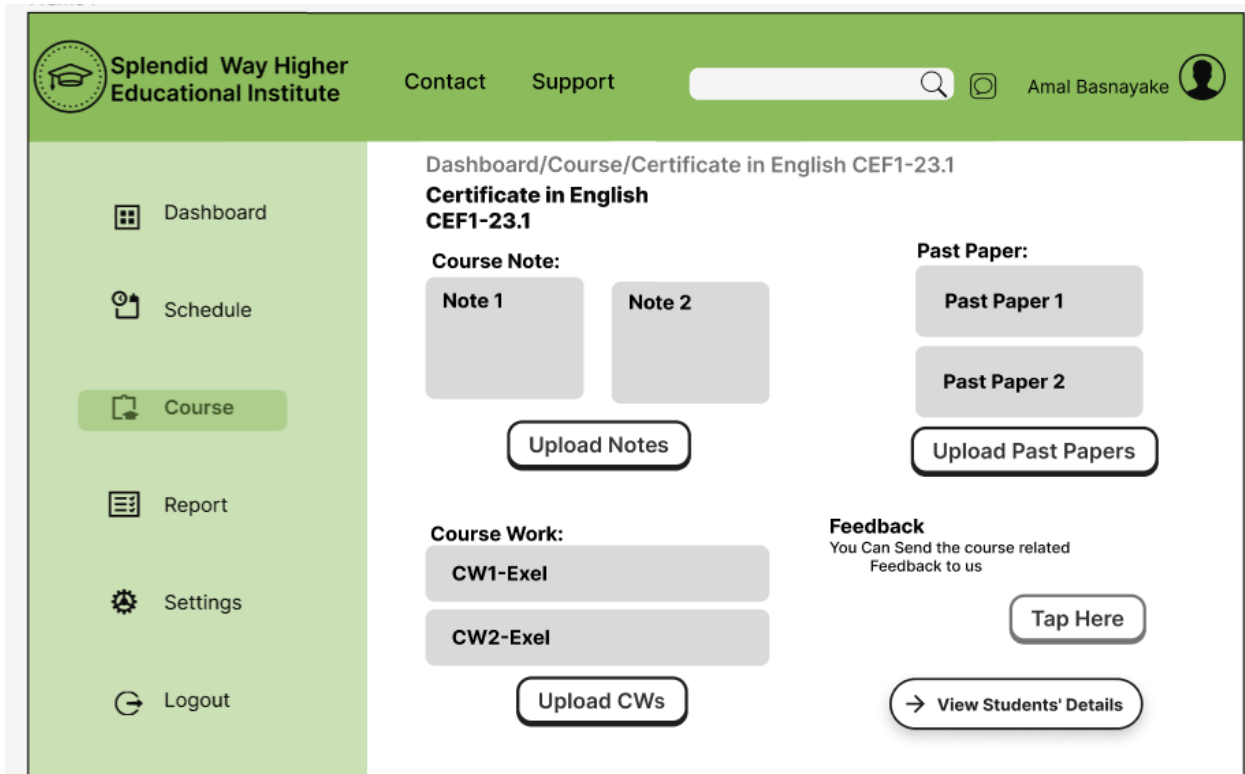 Splendid Way Higher
Educational Institute
Contact
Support
Amal Basnayake
Dashboard
Schedule
Course
Report
Settings
Logout
Dashboard/Course/Certificate in English CEF1-23.1
Certificate in English
CEF1-23.1
Course Note:
Note 1
Note 2
Upload Notes
Past Paper:
Past Paper 1
Past Paper 2
Upload Past Papers
Course Work:
CW1-Exel
CW2-Exel
Upload CWs
Feedback
You Can Send the course related
Feedback to us
Tap Here
View Students' Details